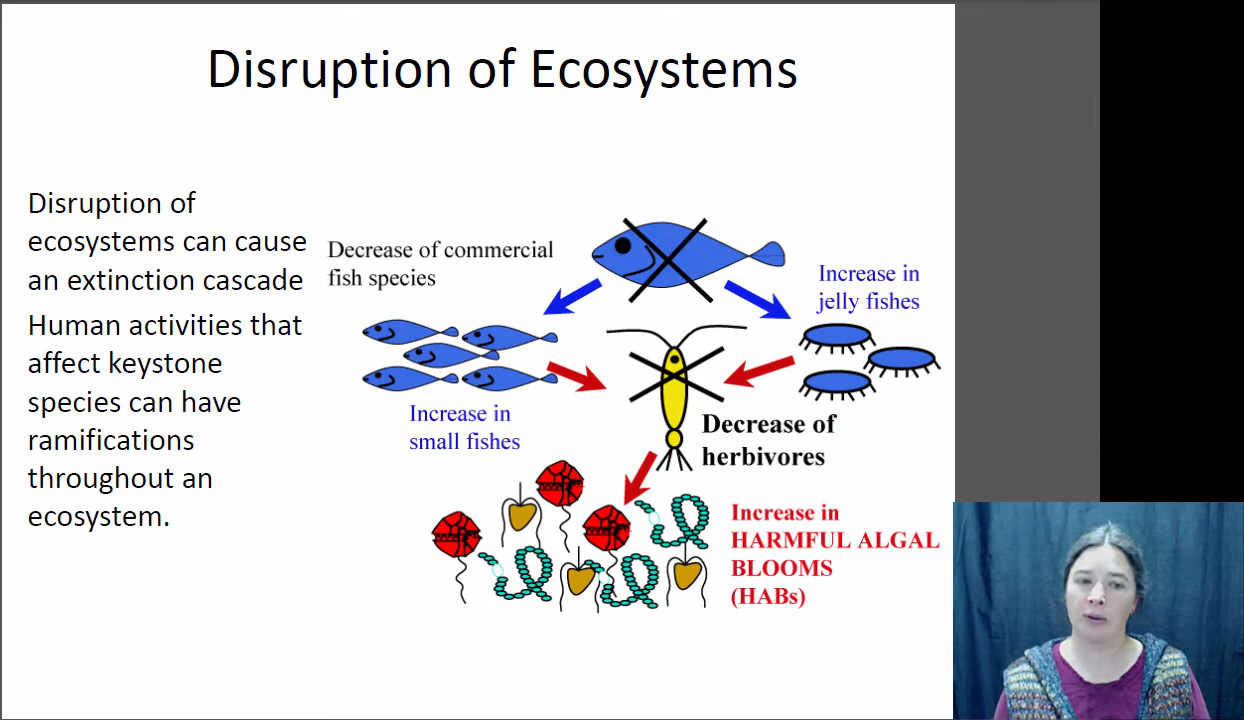 Disruption of Ecosystems
Disruption of
ecosystems can cause
an extinction cascade
Human activities that
affect keystone
species can have
ramifications
throughout an
ecosystem.
Decrease of commercial
fish species
Increase in
jelly fishes
Increase in
small fishes
Decrease of
herbivores
Increase in
HARMFUL ALGAL
BLOOMS
(HABs)